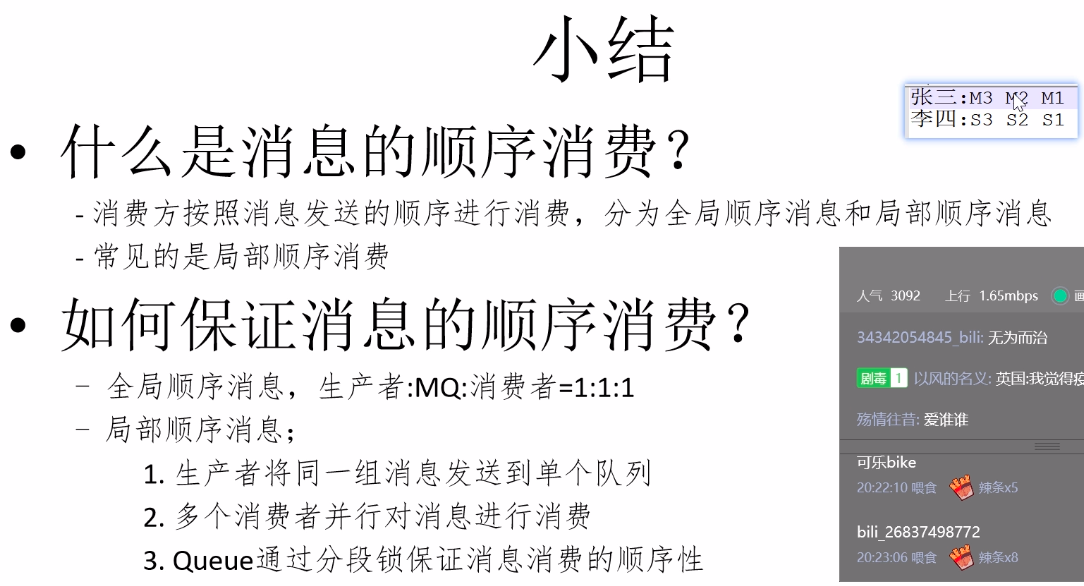 小结
张三:M3 M2 M1
李四:S3 S2 S1
• 什么是消息的顺序消费？
- 消费方按照消息发送的顺序进行消费，分为全局顺序消息和局部顺序消息
- 常见的是局部顺序消费
• 如何保证消息的顺序消费？
– 全局顺序消息，生产者:MQ:消费者=1:1:1
– 局部顺序消息；
1. 生产者将同一组消息发送到单个队列
2. 多个消费者并行对消息进行消费
3. Queue通过分段锁保证消息消费的顺序性
人气 3092 上行 1.65mbps 画
34342054845_bili: 无为而治
剧毒 1 以风的名义: 英国:我觉得疫
殇情往昔: 爱谁谁
可乐bike
20:22:10 喂食 辣条x5
bili_26837498772
20:23:06 喂食 辣条x8